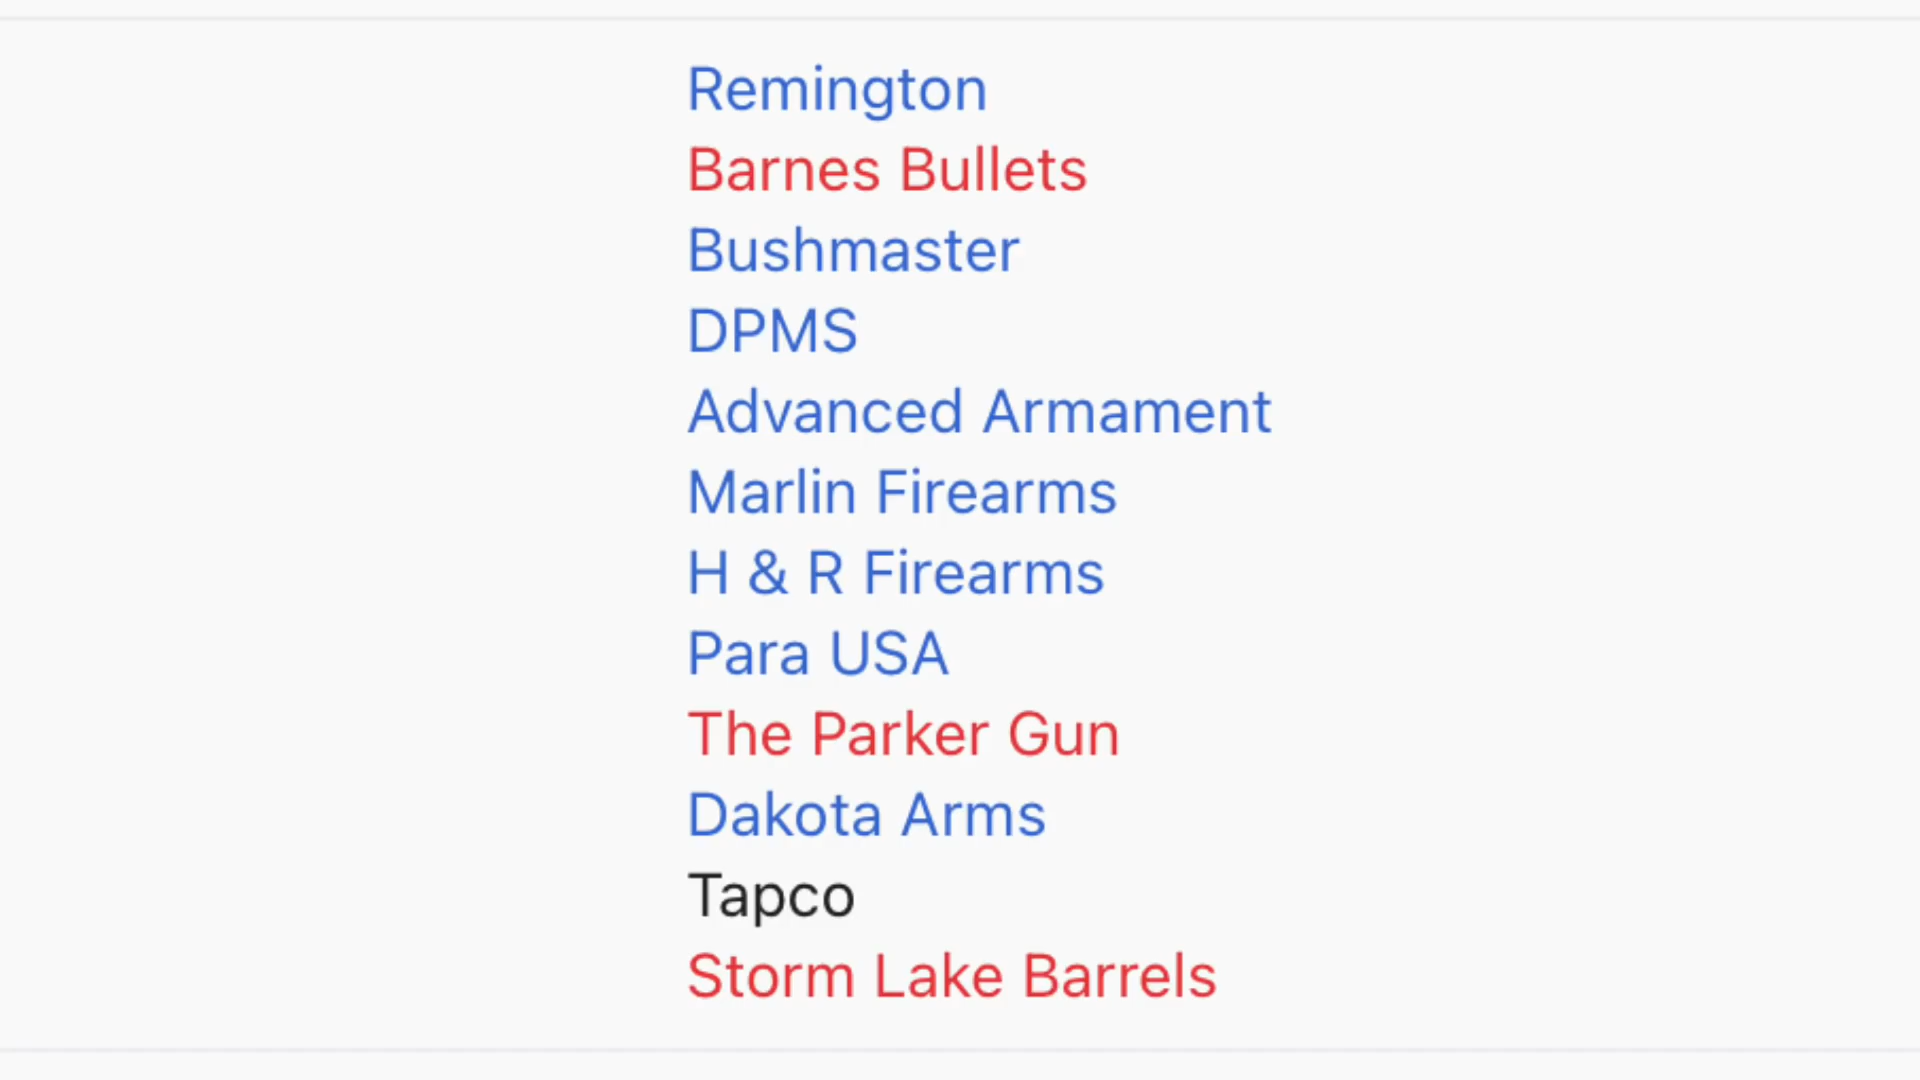 Remington
Barnes Bullets
Bushmaster
DPMS
Advanced Armament
Marlin Firearms
H & R Firearms
Para USA
The Parker Gun
Dakota Arms
Tapco
Storm Lake Barrels